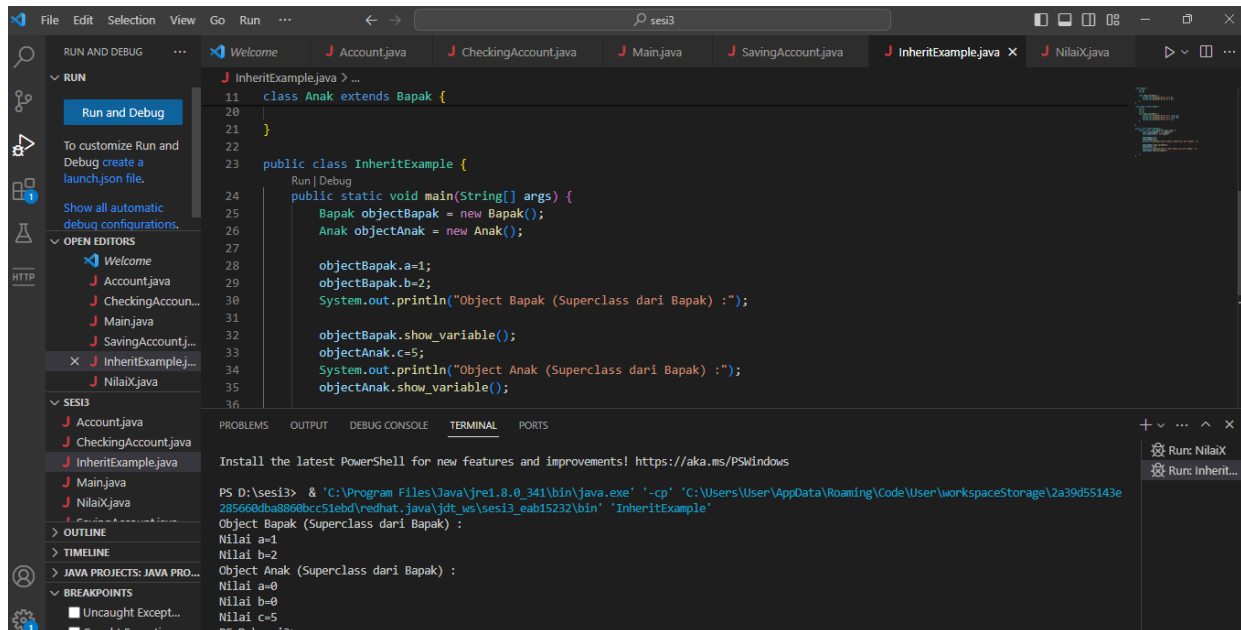 File Edit Selection View Go Run ··· ← → sesi3
RUN AND DEBUG ···
RUN
Run and Debug
To customize Run and
Debug create a
launch.json file.
Show all automatic
debug configurations.
OPEN EDITORS
Welcome
J Account.java
J CheckingAccoun...
J Main.java
J SavingAccount.j...
J InheritExample.j...
J NilaiX.java
SESI3
J Account.java
J CheckingAccount.java
J InheritExample.java
J Main.java
J NilaiX.java
J SavingAccount.java
OUTLINE
TIMELINE
JAVA PROJECTS: JAVA PRO...
BREAKPOINTS
Uncaught Except...
HTTP
1
1
Welcome J Account.java J CheckingAccount.java J Main.java J SavingAccount.java J InheritExample.java J NilaiX.java
J InheritExample.java > ...
11 class Anak extends Bapak {
20
21 }
22
23 public class InheritExample {
Run | Debug
24 public static void main(String[] args) {
25 Bapak objectBapak = new Bapak();
26 Anak objectAnak = new Anak();
27
28 objectBapak.a=1;
29 objectBapak.b=2;
30 System.out.println("Object Bapak (Superclass dari Bapak) :");
31
32 objectBapak.show_variable();
33 objectAnak.c=5;
34 System.out.println("Object Anak (Superclass dari Bapak) :");
35 objectAnak.show_variable();
36
PROBLEMS OUTPUT DEBUG CONSOLE TERMINAL PORTS
Install the latest PowerShell for new features and improvements! https://aka.ms/PSWindows
PS D:\sesi3> & 'C:\Program Files\Java\jre1.8.0_341\bin\java.exe' '-cp' 'C:\Users\User\AppData\Roaming\Code\User\workspaceStorage\2a39d55143e
285660dba8860bcc51ebd\redhat.java\jdt_ws\sesi3_eab15232\bin' 'InheritExample'
Object Bapak (Superclass dari Bapak) :
Nilai a=1
Nilai b=2
Object Anak (Superclass dari Bapak) :
Nilai a=0
Nilai b=0
Nilai c=5
PS D:\sesi3>
Run: NilaiX
Run: Inherit...